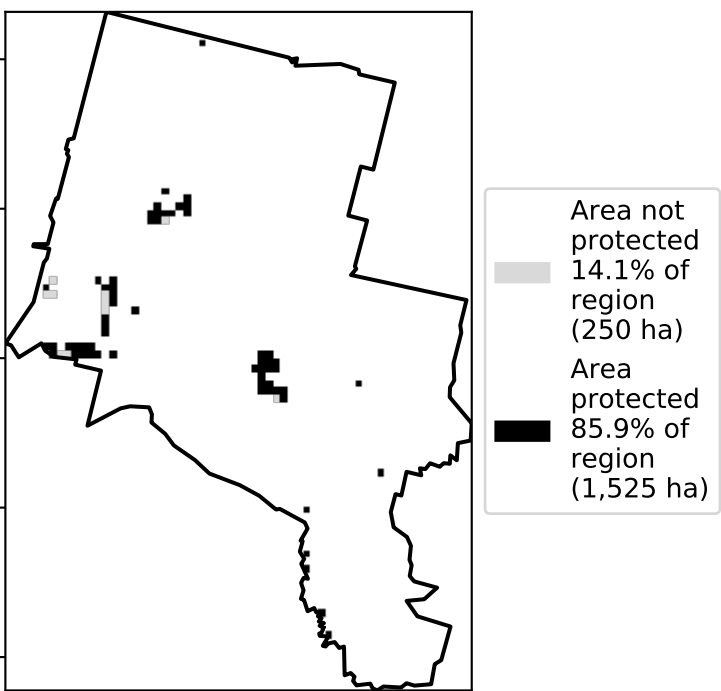 Area not
protected
14.1% of
region
(250 ha)
Area
protected
85.9% of
region
(1,525 ha)